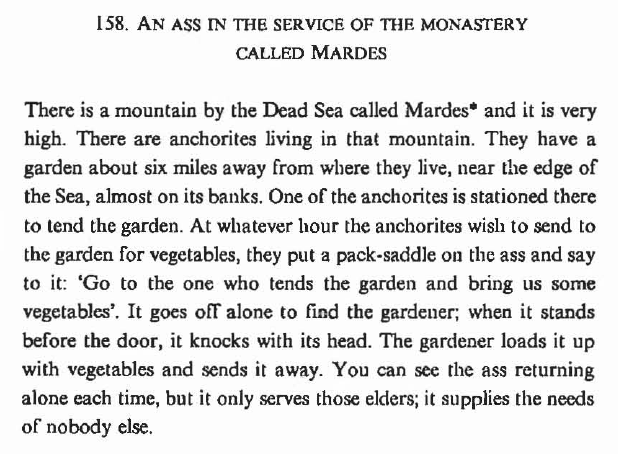 158. AN ASS IN THE SERVICE OF THE MONASTERY
CALLED MARDES
There is a mountain by the Dead Sea called Mardes* and it is very
high. There are anchorites living in that mountain. They have a
garden about six miles away from where they live, near the edge of
the Sea, almost on its banks. One of the anchorites is stationed there
to tend the garden. At whatever hour the anchorites wish to send to
the garden for vegetables, they put a pack-saddle on the ass and say
to it: ‘Go to the one who tends the garden and bring us some
vegetables’. It goes off alone to find the gardener; when it stands
before the door, it knocks with its head. The gardener loads it up
with vegetables and sends it away. You can see the ass returning
alone each time, but it only serves those elders; it supplies the needs
of nobody else.